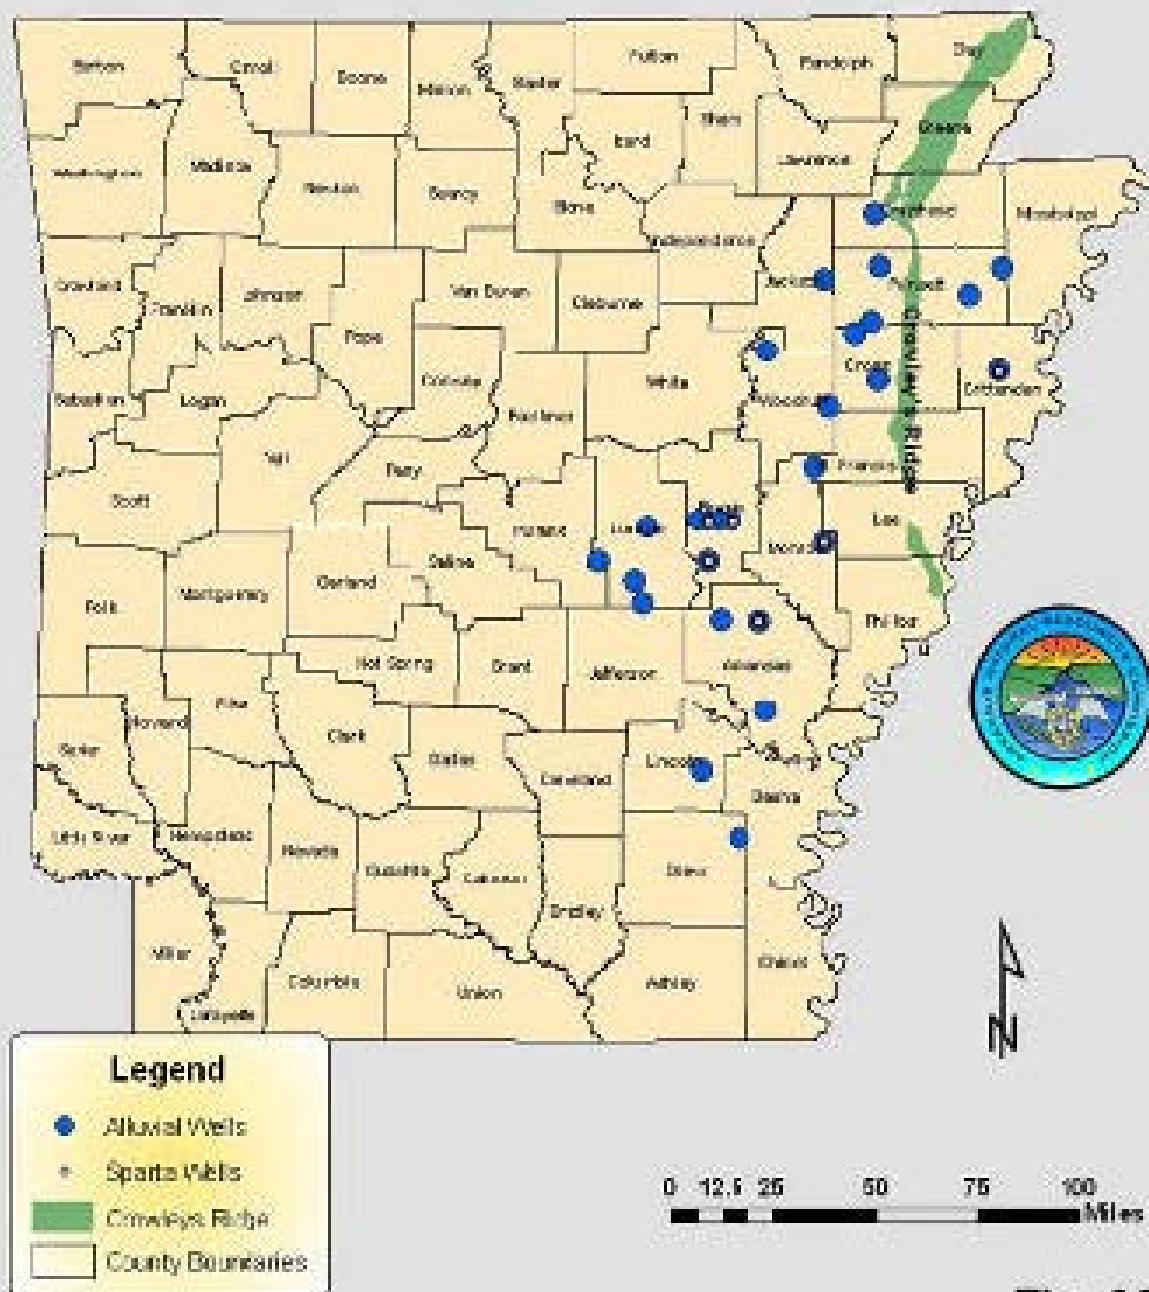 Benton
Carroll
Boone
Marion
Baxter
Fulton
Randolph
Clay
Izard
Sharp
Greene
Lawrence
Washington
Madison
Newton
Searcy
Stone
Independence
Craighead
Mississippi
Crawford
Franklin
Johnson
Van Buren
Cleburne
Jackson
Poinsett
Pope
Conway
White
Cross
Crittenden
Sebastian
Logan
Faulkner
Woodruff
Crowley's Ridge
Yell
Perry
Francis
Scott
Pulaski
Lonoke
Prairie
Lee
Saline
Monroe
Garland
Polk
Montgomery
Phillips
Hot Spring
Grant
Jefferson
Arkansas
Pike
Howard
Sevier
Clark
Dallas
Cleveland
Lincoln
Desha
Little River
Hempstead
Nevada
Ouachita
Calhoun
Drew
Bradley
Miller
Lafayette
Columbia
Union
Ashley
Chicot
N
Legend
Alluvial Wells
Sparta Wells
Crowleys Ridge
County Boundaries
0 12.5 25 50 75 100
Miles